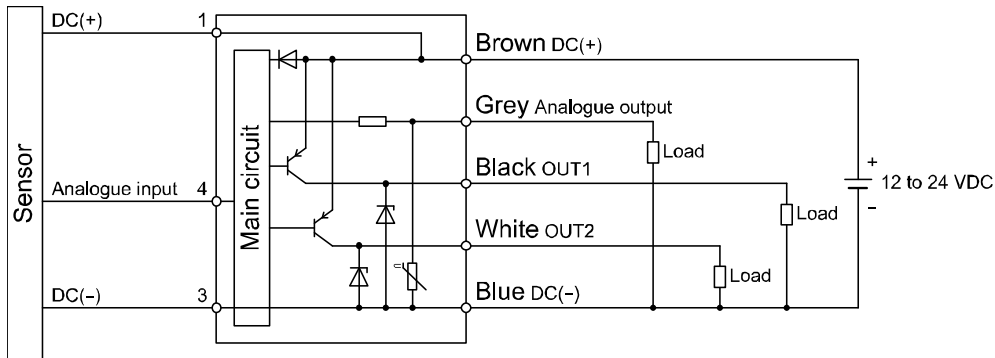 Sensor
DC(+)
1
Analogue input
4
DC(−)
3
Main circuit
Brown DC(+)
Grey Analogue output
Load
Black OUT1
Load
White OUT2
Load
Blue DC(−)
+
12 to 24 VDC
−